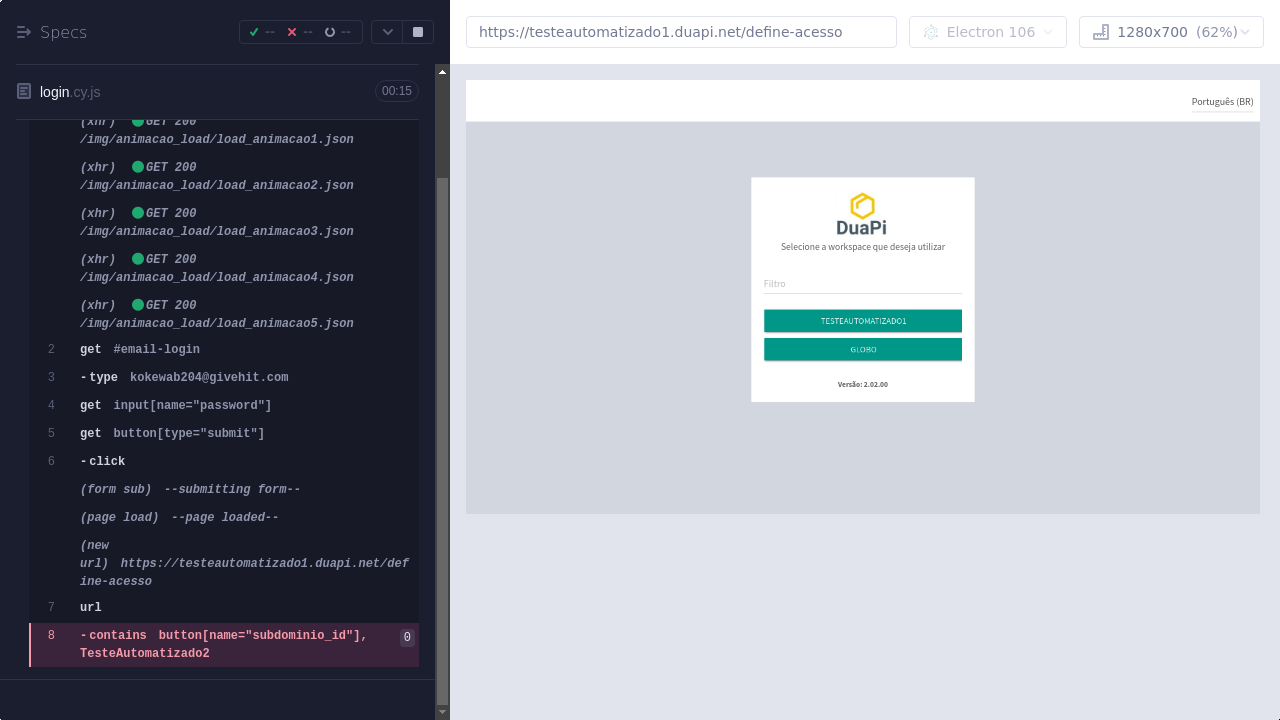 Specs
--
--
--
login.cy.js
00:15
(xhr) GET 200
/img/animacao_load/load_animacao1.json
(xhr) GET 200
/img/animacao_load/load_animacao2.json
(xhr) GET 200
/img/animacao_load/load_animacao3.json
(xhr) GET 200
/img/animacao_load/load_animacao4.json
(xhr) GET 200
/img/animacao_load/load_animacao5.json
2 get #email-login
3 -type kokewab204@givehit.com
4 get input[name="password"]
5 get button[type="submit"]
6 -click
(form sub) --submitting form--
(page load) --page loaded--
(new
url) https://testeautomatizado1.duapi.net/def
ine-acesso
7 url
8 -contains button[name="subdominio_id"],
TesteAutomatizado2
0
https://testeautomatizado1.duapi.net/define-acesso
Electron 106
1280x700 (62%)
Português (BR)
DuaPi
Selecione a workspace que deseja utilizar
Filtro
TESTEAUTOMATIZADO1
GLOBO
Versão: 2.02.00